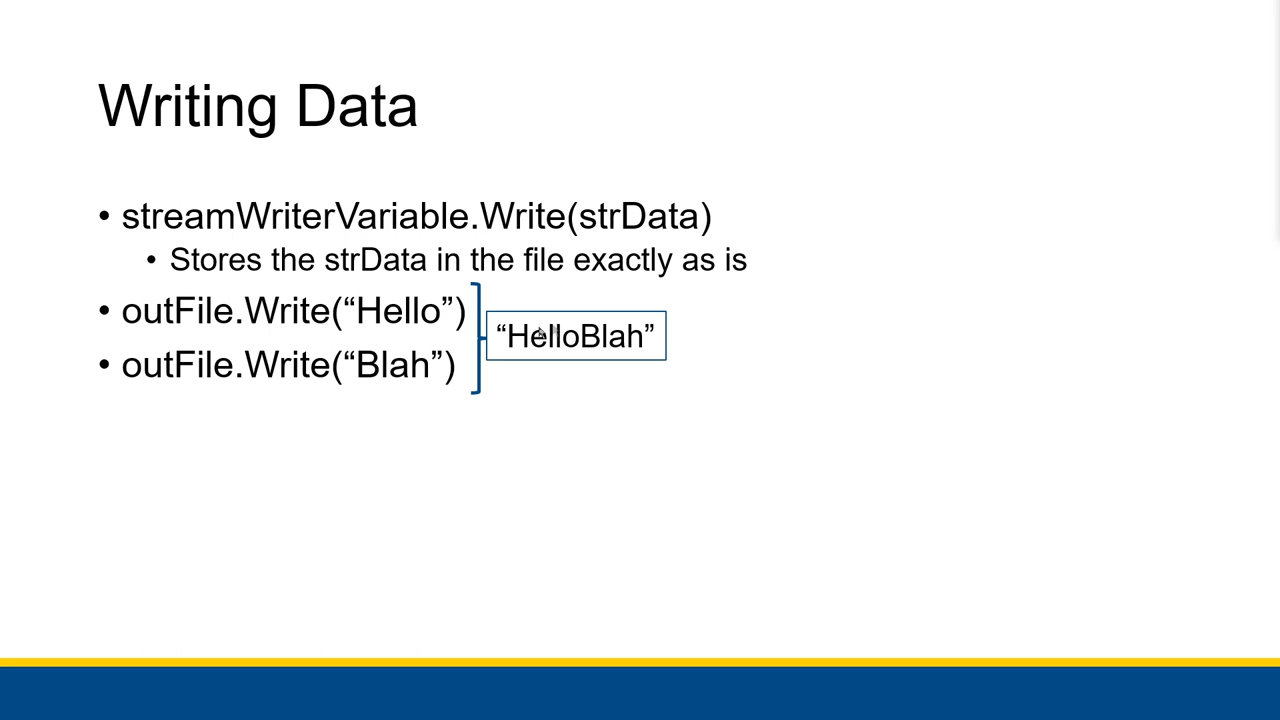 Writing Data
• streamWriterVariable.Write(strData)
• Stores the strData in the file exactly as is
• outFile.Write(“Hello”)
“HelloBlah”
• outFile.Write(“Blah”)